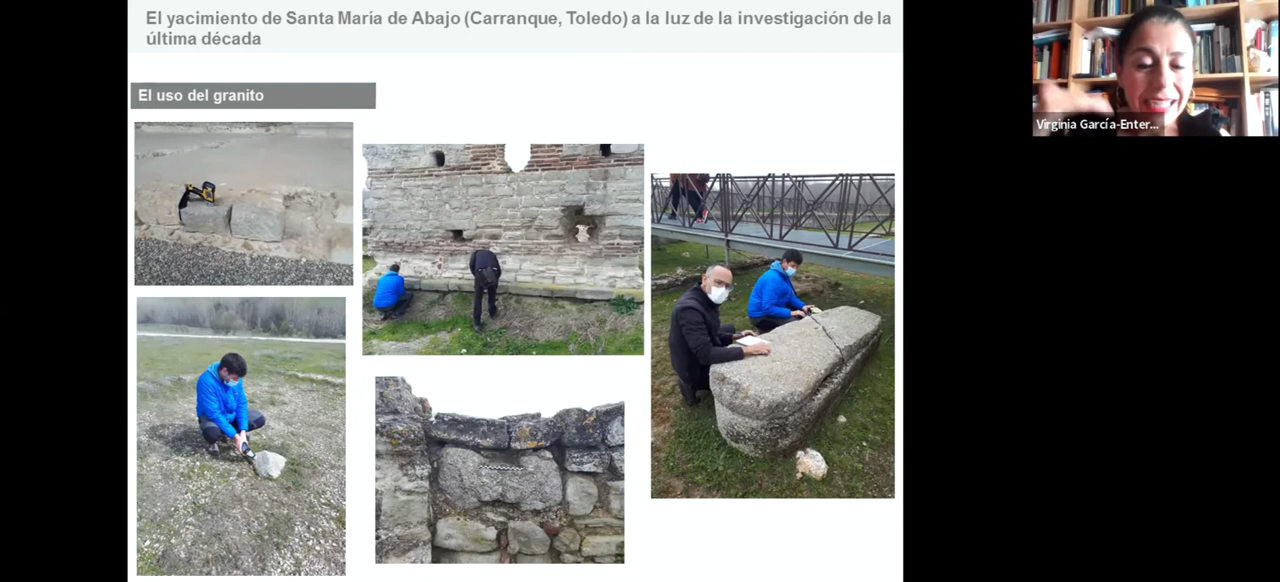 El yacimiento de Santa María de Abajo (Carranque, Toledo) a la luz de la investigación de la
última década
El uso del granito
Virginia García-Enter...